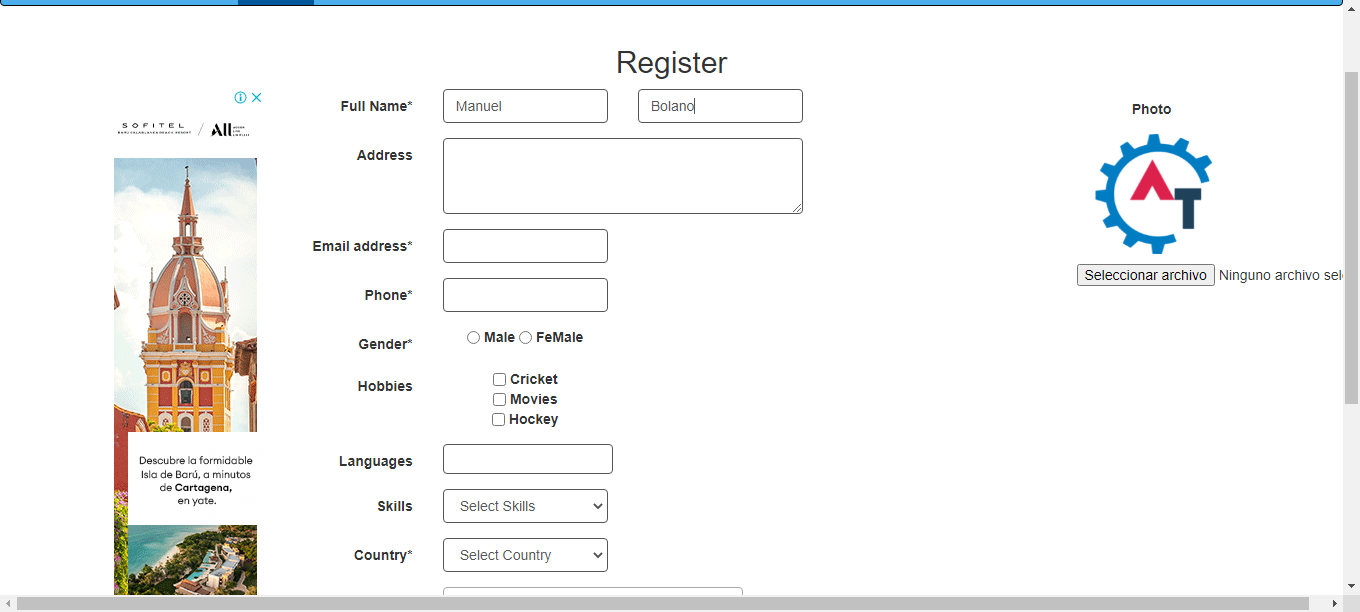 Register
Full Name*
Manuel
Bolano
Photo
SOFITEL
ALL
Address
AT
Email address*
Seleccionar archivo
Ninguno archivo sel
Phone*
Gender*
Male
FeMale
Hobbies
Cricket
Movies
Hockey
Descubre la formidable
Isla de Barú, a minutos
de Cartagena,
en yate.
Languages
Skills
Select Skills
Country*
Select Country